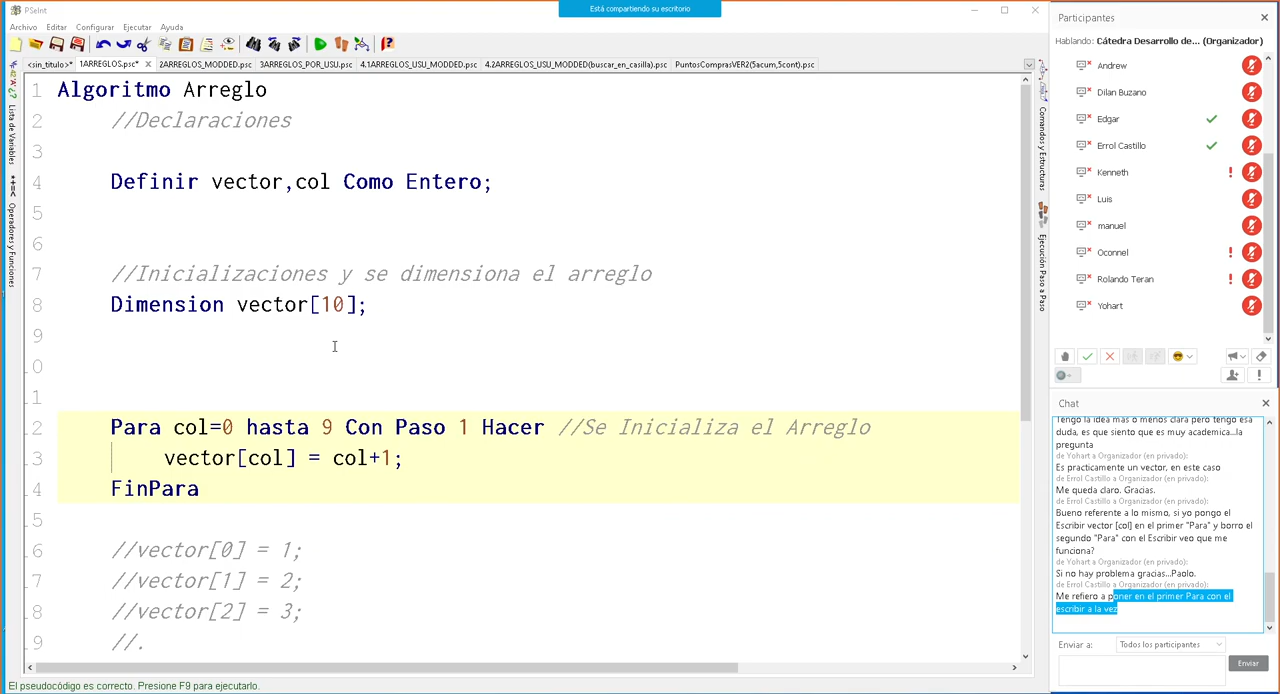 PSeInt
Está compartiendo su escritorio
Archivo Editar Configurar Ejecutar Ayuda
<sin_titulo>* 1ARREGLOS.psc* 2ARREGLOS_MODDED.psc 3ARREGLOS_POR_USU.psc 4.1ARREGLOS_USU_MODDED.psc 4.2ARREGLOS_USU_MODDED(buscar_en_casilla).psc PuntosComprasVER2(5acum,5cont).psc
Lista de Variables
Operadores y Funciones
1 Algoritmo Arreglo
2 //Declaraciones
3
4 Definir vector,col Como Entero;
5
6
7 //Inicializaciones y se dimensiona el arreglo
8 Dimension vector[10];
9
0
1
2 Para col=0 hasta 9 Con Paso 1 Hacer //Se Inicializa el Arreglo
3 vector[col] = col+1;
4 FinPara
5
6 //vector[0] = 1;
7 //vector[1] = 2;
8 //vector[2] = 3;
9 //.
El pseudocódigo es correcto. Presione F9 para ejecutarlo.
Comandos y Estructuras
Ejecución Paso a Paso
Participantes
Hablando: Cátedra Desarrollo de... (Organizador)
Andrew
Dilan Buzano
Edgar
Errol Castillo
Kenneth
Luis
manuel
Oconnel
Rolando Teran
Yohart
Chat
Tengo la idea mas o menos clara pero tengo esa
duda, es que siento que es muy academica...la
pregunta
de Yohart a Organizador (en privado):
Es practicamente un vector, en este caso
de Errol Castillo a Organizador (en privado):
Me queda claro. Gracias.
de Errol Castillo a Organizador (en privado):
Bueno referente a lo mismo, si yo pongo el
Escribir vector [col] en el primer "Para" y borro el
segundo "Para" con el Escribir veo que me
funciona?
de Yohart a Organizador (en privado):
Si no hay problema gracias...Paolo.
de Errol Castillo a Organizador (en privado):
Me refiero a poner en el primer Para con el
escribir a la vez
Enviar a: Todos los participantes
Enviar